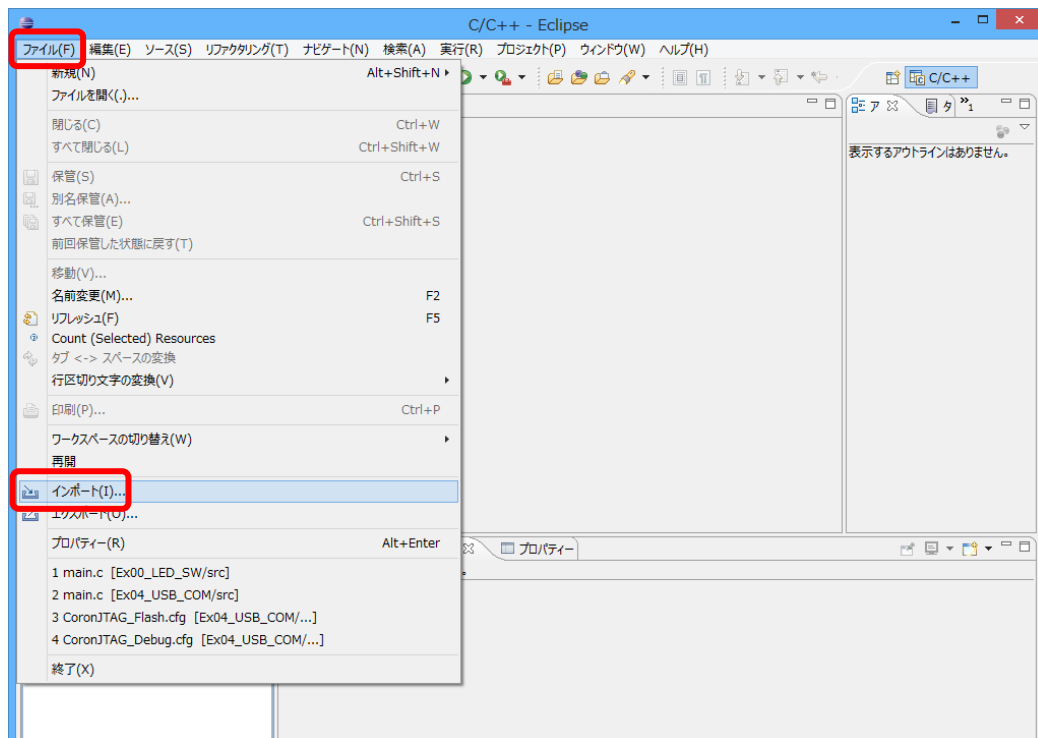 C/C++ - Eclipse
ファイル(F) 編集(E) ソース(S) リファクタリング(T) ナビゲート(N) 検索(A) 実行(R) プロジェクト(P) ウィンドウ(W) ヘルプ(H)
新規(N) Alt+Shift+N
ファイルを開く(.)...
C/C++
閉じる(C) Ctrl+W
すべて閉じる(L) Ctrl+Shift+W
ア タ »1
表示するアウトラインはありません。
保管(S) Ctrl+S
別名保管(A)...
すべて保管(E) Ctrl+Shift+S
前回保管した状態に戻す(T)
移動(V)...
名前変更(M)... F2
リフレッシュ(F) F5
Count (Selected) Resources
タブ <-> スペースの変換
行区切り文字の変換(V)
印刷(P)... Ctrl+P
ワークスペースの切り替え(W)
再開
インポート(I)...
エクスポート(O)...
プロパティー(R) Alt+Enter
プロパティー
1 main.c [Ex00_LED_SW/src]
2 main.c [Ex04_USB_COM/src]
3 CoronJTAG_Flash.cfg [Ex04_USB_COM/...]
4 CoronJTAG_Debug.cfg [Ex04_USB_COM/...]
終了(X)